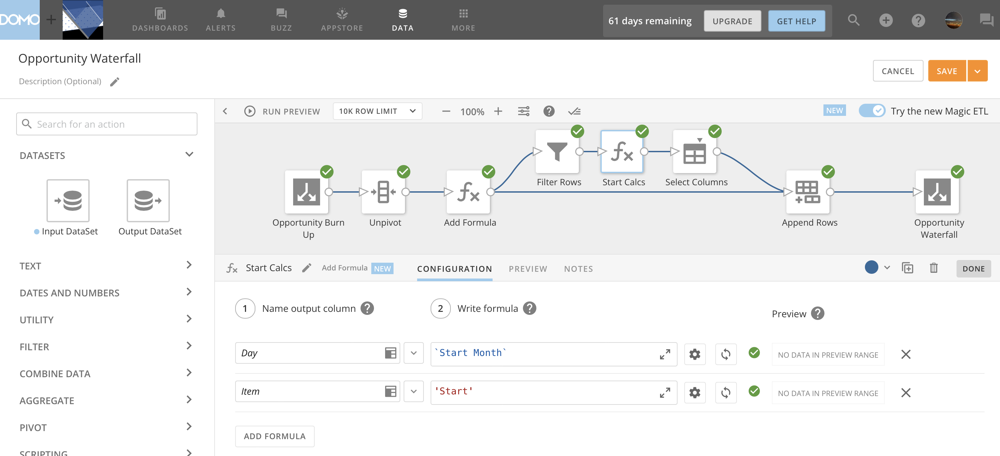 DOMO
DASHBOARDS
ALERTS
BUZZ
APPSTORE
DATA
MORE
61 days remaining
UPGRADE
GET HELP
Opportunity Waterfall
Description (Optional)
CANCEL
SAVE
Search for an action
DATASETS
Input DataSet
Output DataSet
TEXT
DATES AND NUMBERS
UTILITY
FILTER
COMBINE DATA
AGGREGATE
PIVOT
SCRIPTING
RUN PREVIEW
10K ROW LIMIT
100%
NEW
Try the new Magic ETL
Filter Rows
Start Calcs
Select Columns
Opportunity Burn
Up
Unpivot
Add Formula
Append Rows
Opportunity
Waterfall
Start Calcs
Add Formula
NEW
CONFIGURATION
PREVIEW
NOTES
DONE
1
Name output column
2
Write formula
Preview
Day
`Start Month`
NO DATA IN PREVIEW RANGE
Item
'Start'
NO DATA IN PREVIEW RANGE
ADD FORMULA